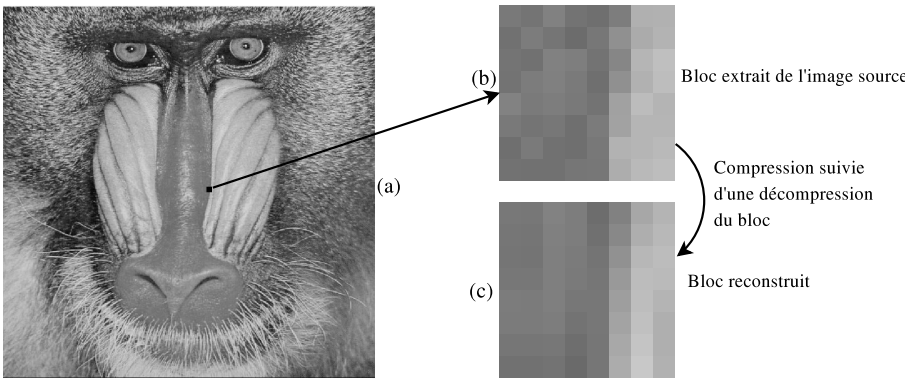 (a)
(b)
Bloc extrait de l'image source
Compression suivie
d'une décompression
du bloc
(c)
Bloc reconstruit